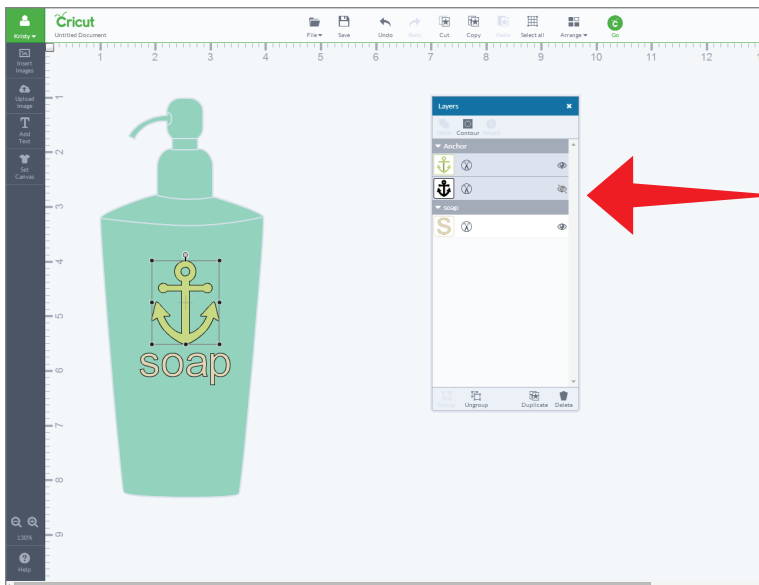 Cricut
Kristy
Untitled Document
File
Save
Undo
Redo
Cut
Copy
Paste
Select all
Arrange
C
Go
Insert
Images
Upload
Image
T
Add
Text
Set
Canvas
1 2 3 4 5 6 7 8 9 10 11 12
1
2
3
4
5
6
7
8
9
soap
Layers
Contour
Anchor
soap
S
Ungroup
Duplicate
Delete
130%
Help